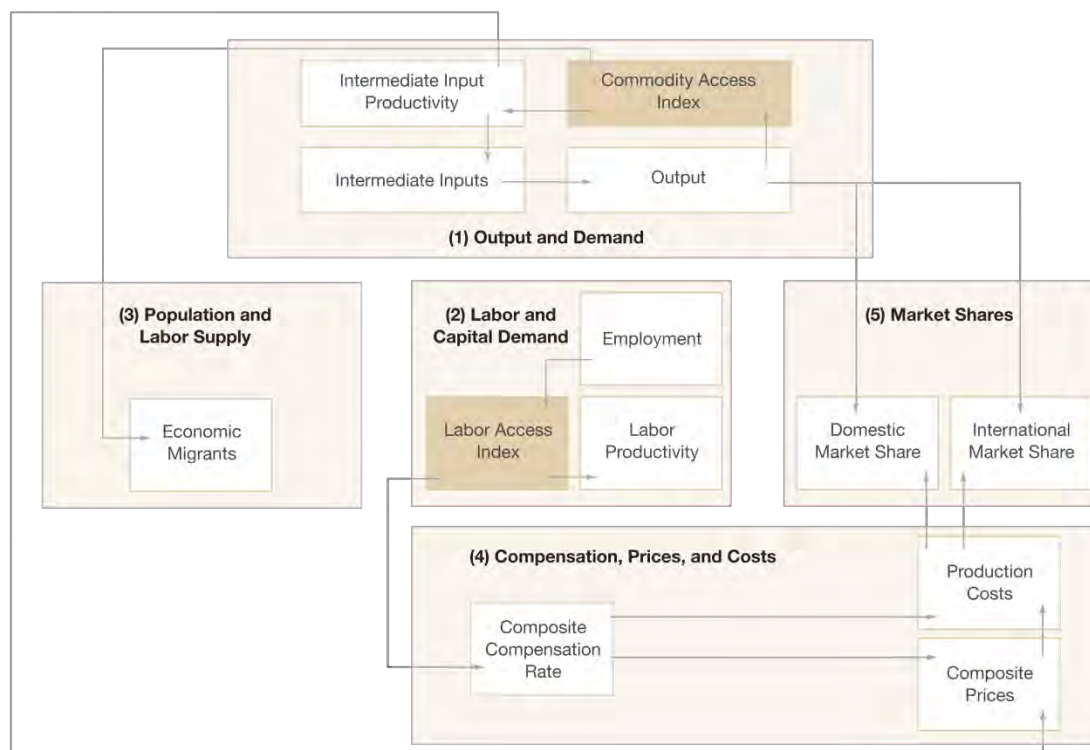 Intermediate Input
Productivity
Commodity Access
Index
Intermediate Inputs
Output
(1) Output and Demand
(3) Population and
Labor Supply
Economic
Migrants
(2) Labor and
Capital Demand
Employment
Labor Access
Index
Labor
Productivity
(5) Market Shares
Domestic
Market Share
International
Market Share
(4) Compensation, Prices, and Costs
Production
Costs
Composite
Compensation
Rate
Composite
Prices